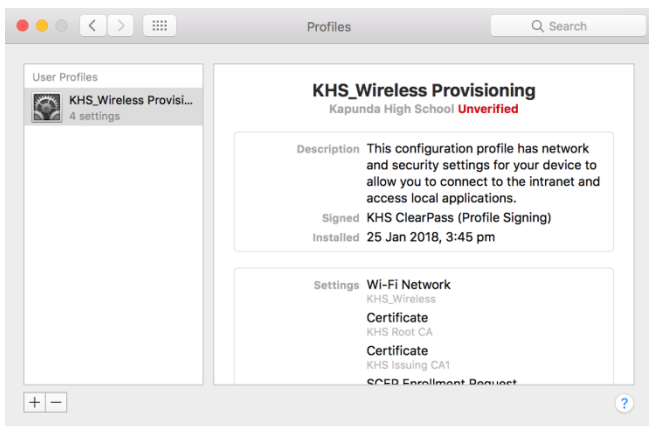 Profiles
Search
User Profiles
KHS_Wireless Provisi...
4 settings
KHS_Wireless Provisioning
Kapunda High School Unverified
Description This configuration profile has network
and security settings for your device to
allow you to connect to the intranet and
access local applications.
Signed KHS ClearPass (Profile Signing)
Installed 25 Jan 2018, 3:45 pm
Settings Wi-Fi Network
KHS_Wireless
Certificate
KHS Root CA
Certificate
KHS Issuing CA1
SCEP Enrollment Request
+ −
?